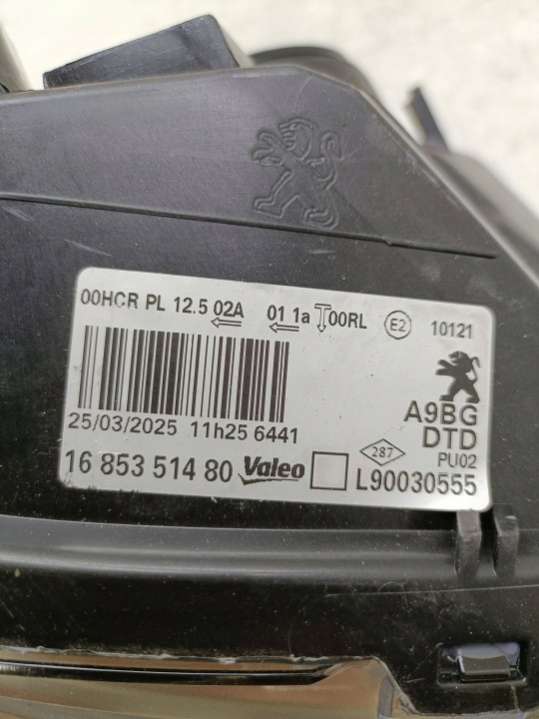 00HCR PL 12.5 02A 01 1a 00RL E2 10121
A9BG
DTD
PU02
25/03/2025 11h25 6441
16 853 514 80 Valeo 287 L90030555